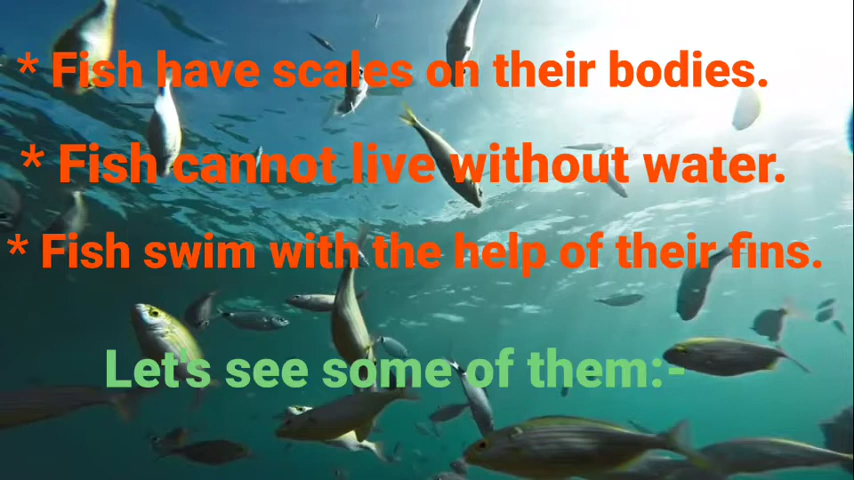 * Fish have scales on their bodies.
* Fish cannot live without water.
* Fish swim with the help of their fins.
Let's see some of them:-